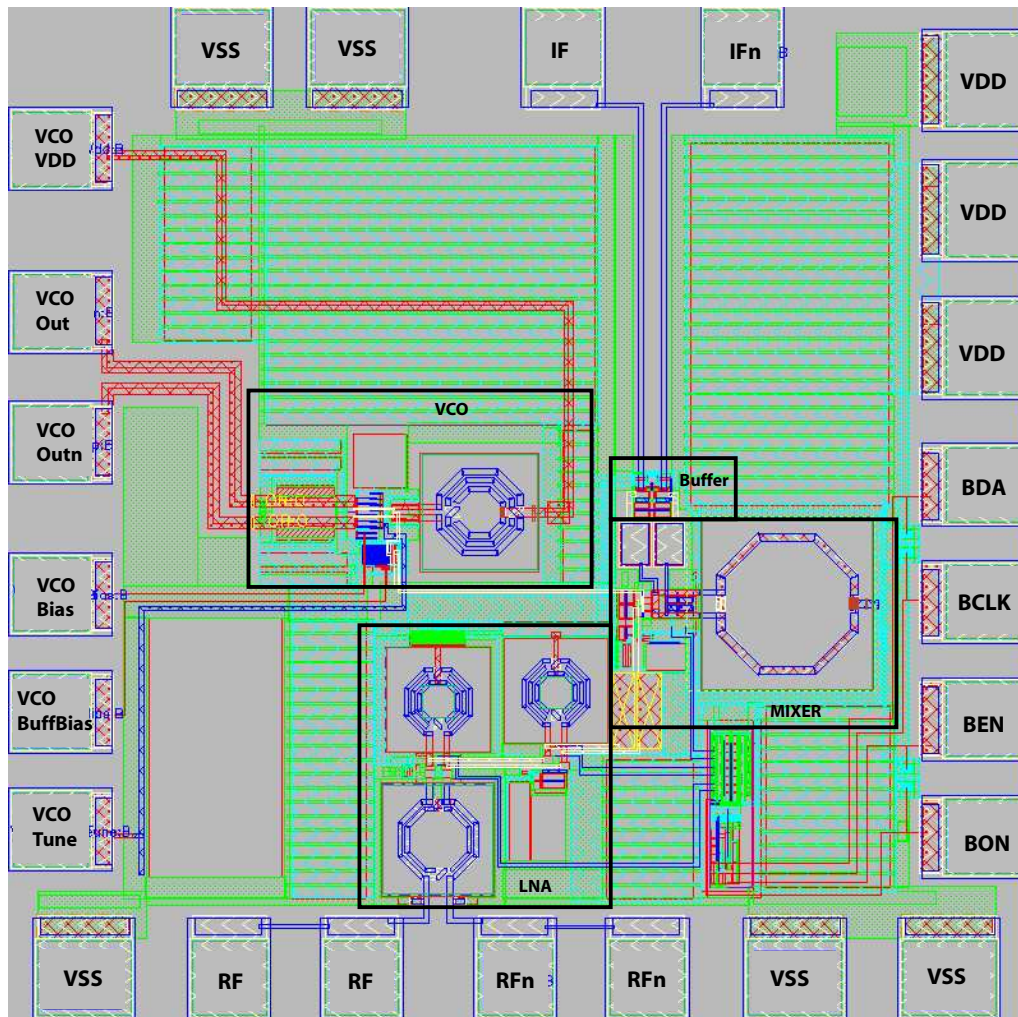 VSS
VSS
IF
IFn
VDD
VCO
VDD
VDD
VCO
Out
VDD
VCO
VCO
Outn
Buffer
BDA
VCO
Bias
BCLK
VCO
BuffBias
MIXER
BEN
VCO
Tune
BON
LNA
VSS
RF
RF
RFn
RFn
VSS
VSS